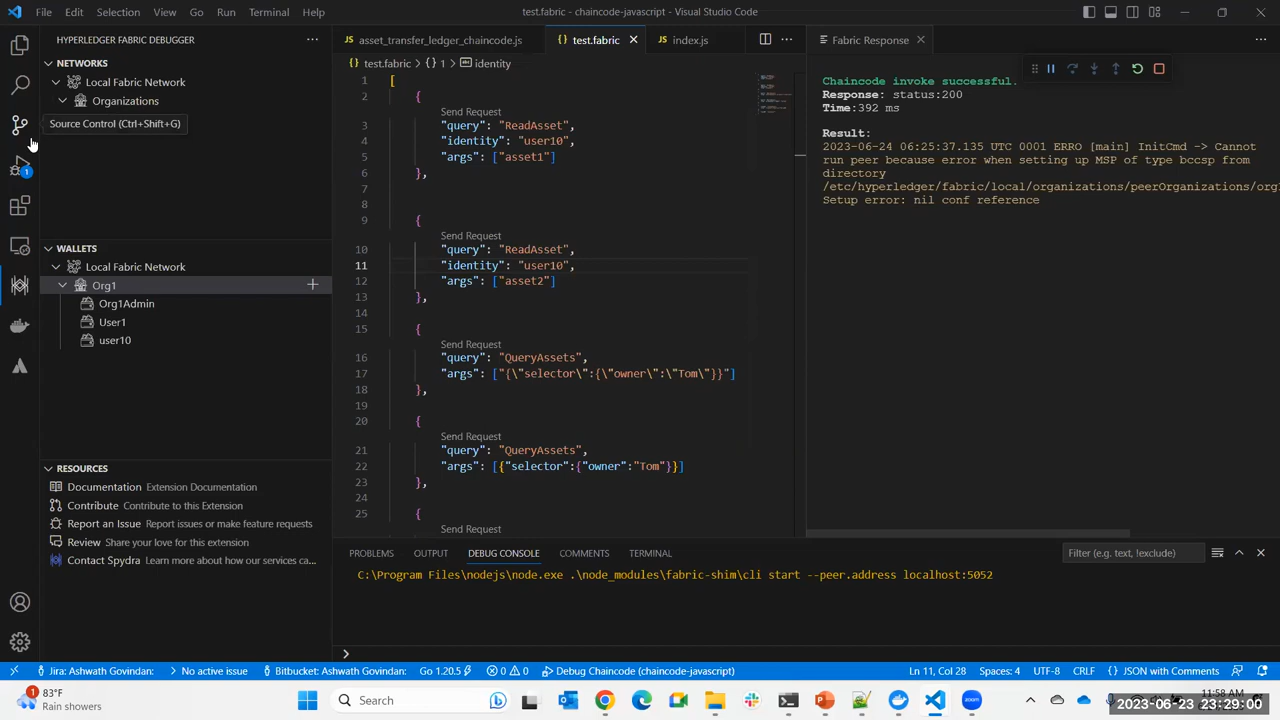 File Edit Selection View Go Run Terminal Help
test.fabric - chaincode-javascript - Visual Studio Code
HYPERLEDGER FABRIC DEBUGGER
NETWORKS
Local Fabric Network
Organizations
Source Control (Ctrl+Shift+G)
1
WALLETS
Local Fabric Network
Org1
Org1Admin
User1
user10
RESOURCES
Documentation Extension Documentation
Contribute Contribute to this Extension
Report an Issue Report issues or make feature requests
Review Share your love for this extension
Contact Spydra Learn more about how our services ca...
asset_transfer_ledger_chaincode.js {} test.fabric JS index.js
test.fabric > {} 1 > identity
1 [
2 {
Send Request
3 "query": "ReadAsset",
4 "identity": "user10",
5 "args": ["asset1"]
6 },
7
8
9 {
Send Request
10 "query": "ReadAsset",
11 "identity": "user10",
12 "args": ["asset2"]
13 },
14
15 {
Send Request
16 "query": "QueryAssets",
17 "args": ["{\"selector\":{\"owner\":\"Tom\"}}"]
18 },
19
20 {
Send Request
21 "query": "QueryAssets",
22 "args": [{"selector":{"owner":"Tom"}}]
23 },
24
25 {
Send Request
Fabric Response
Chaincode invoke successful.
Response: status:200
Time:392 ms
Result:
2023-06-24 06:25:37.135 UTC 0001 ERRO [main] InitCmd -> Cannot
run peer because error when setting up MSP of type bccsp from
directory
/etc/hyperledger/fabric/local/organizations/peerOrganizations/org
Setup error: nil conf reference
PROBLEMS OUTPUT DEBUG CONSOLE COMMENTS TERMINAL
Filter (e.g. text, !exclude)
C:\Program Files\nodejs\node.exe .\node_modules\fabric-shim\cli start --peer.address localhost:5052
Jira: Ashwath Govindan: No active issue Bitbucket: Ashwath Govindan: Go 1.20.5 0 0 Debug Chaincode (chaincode-javascript) Ln 11, Col 28 Spaces: 4 UTF-8 CRLF {} JSON with Comments
1
83°F
Rain showers
Search
zoom
11:58 AM
2023-06-23 23:29:00